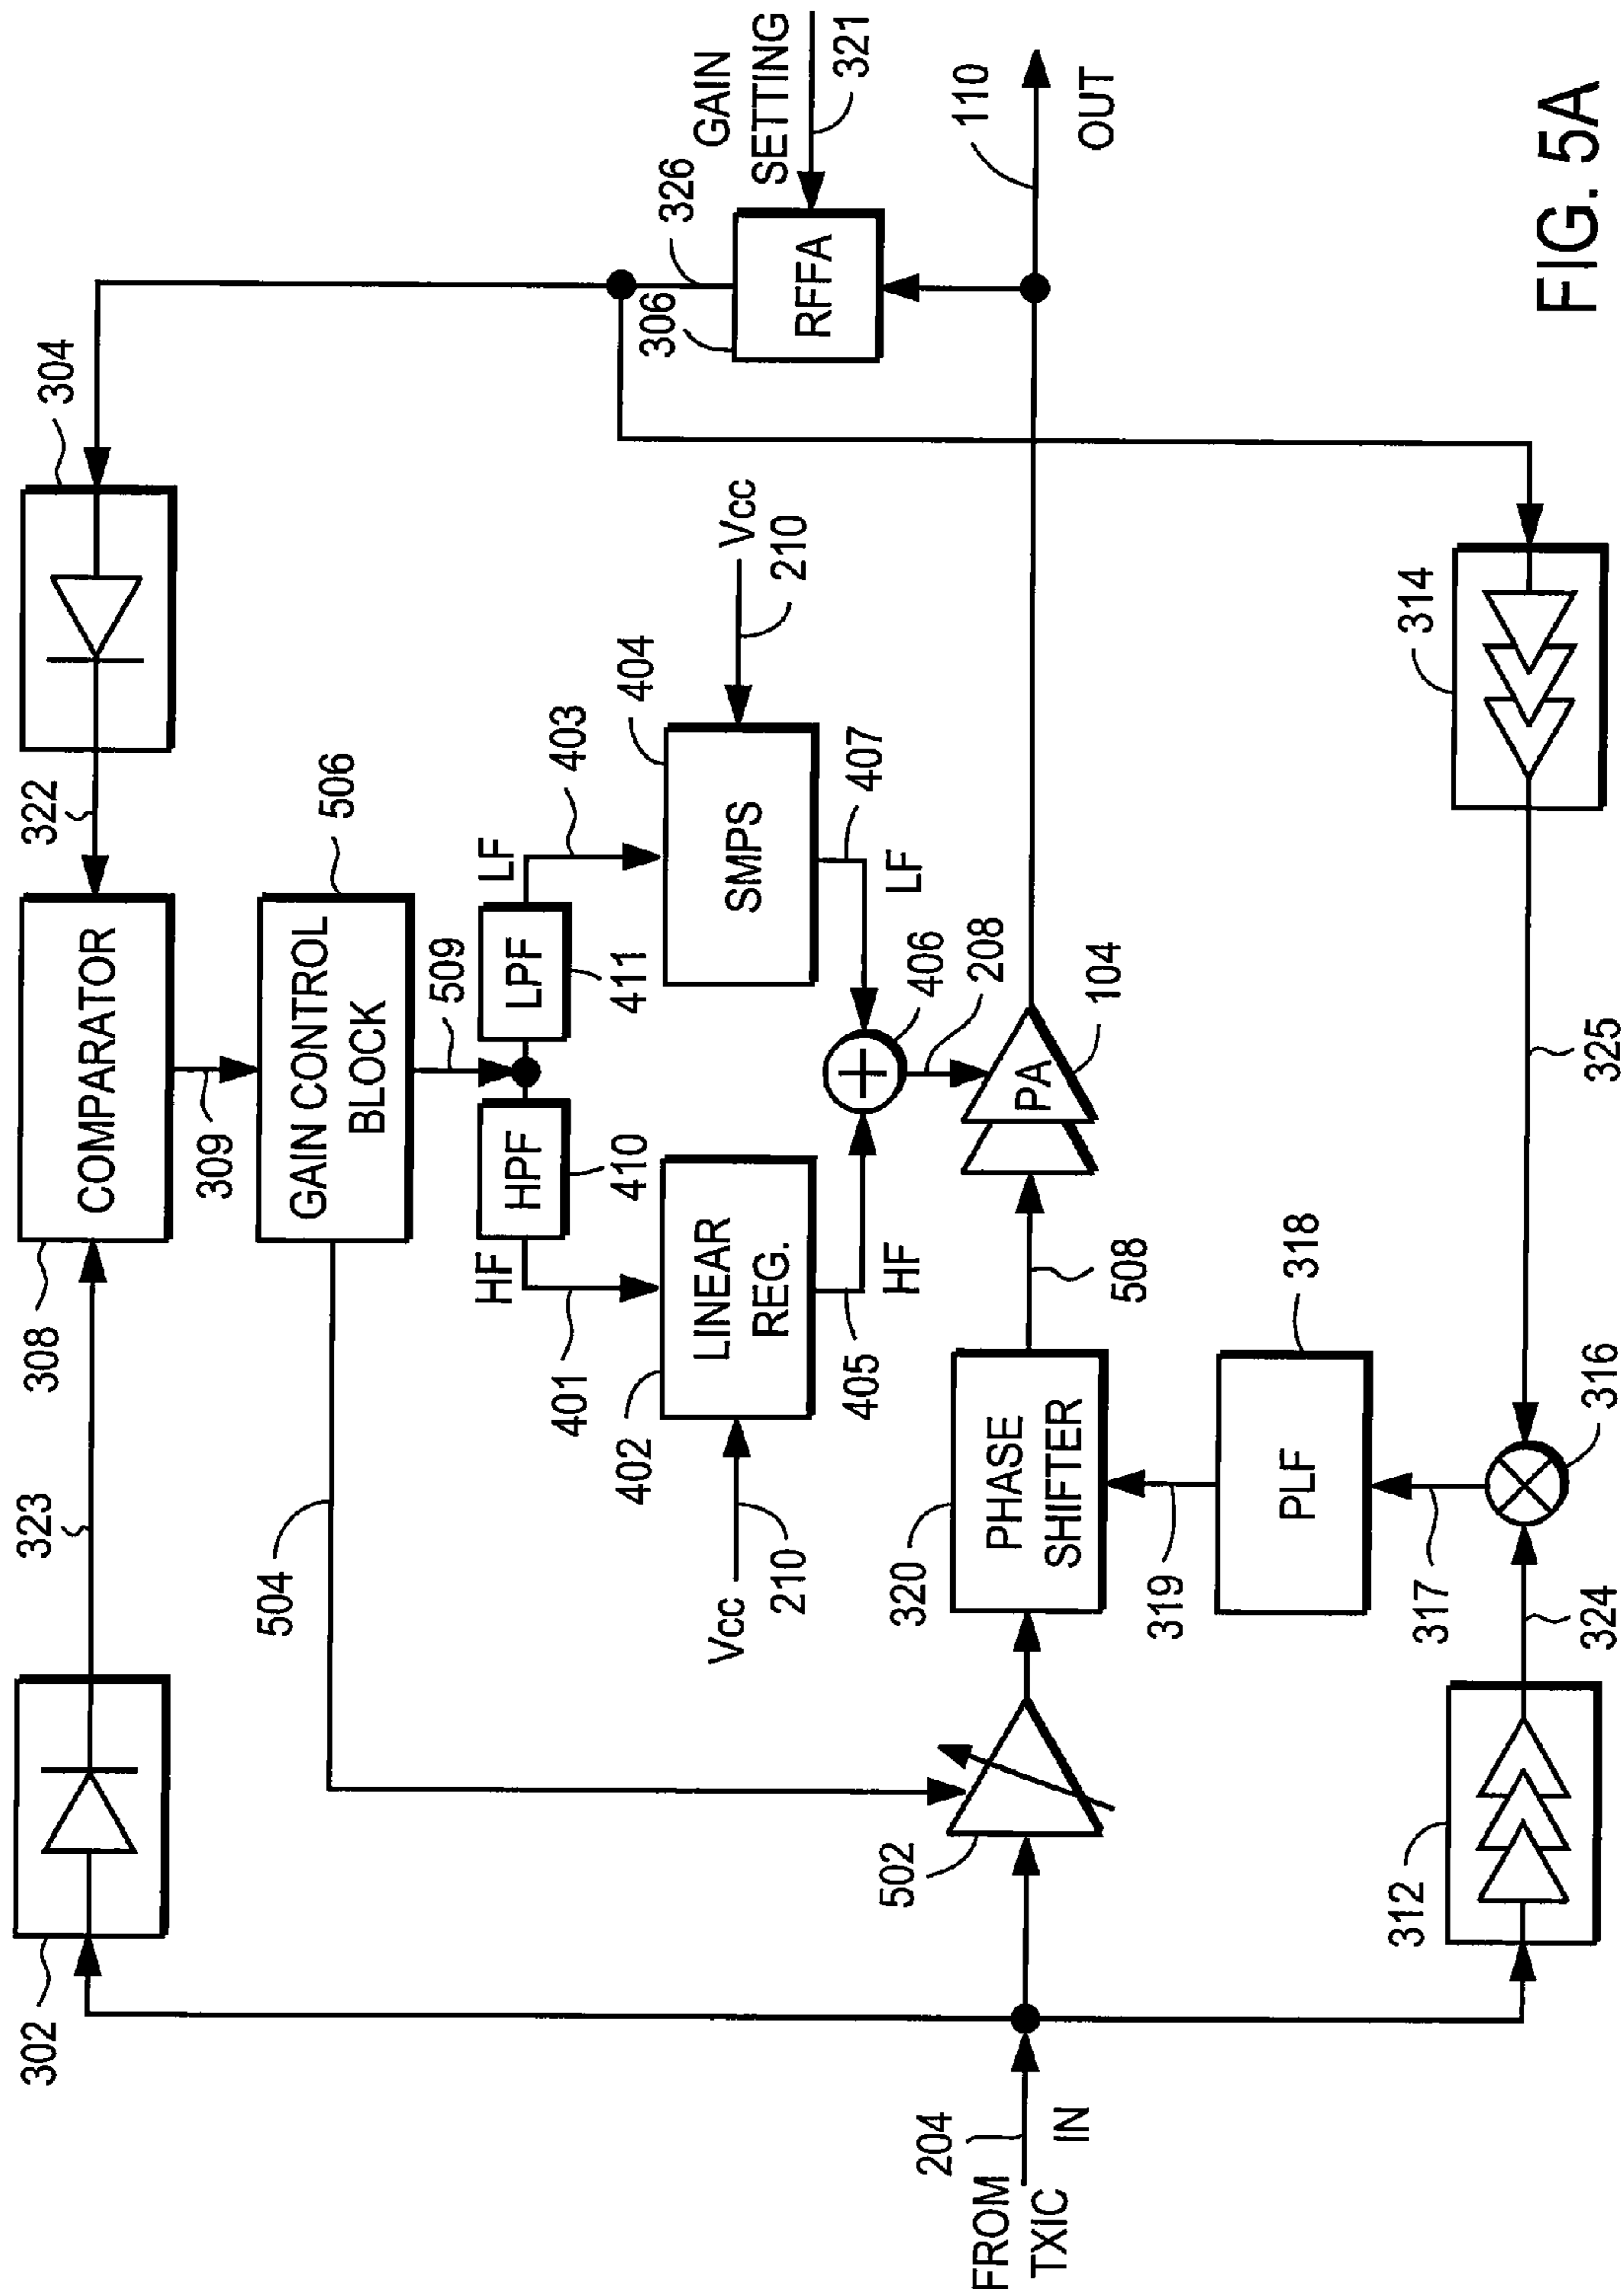 302
323
308
COMPARATOR
322
304
309
GAIN CONTROL
BLOCK
506
504
509
HF
HPF
410
LPF
411
LF
401
403
Vcc
210
402
LINEAR
REG.
SMPS
404
Vcc
210
405
HF
407
LF
406
208
326
306
RFFA
GAIN
SETTING
321
FROM
TXIC
204
IN
502
320
PHASE
SHIFTER
508
PA
104
110
OUT
319
PLF
318
317
312
324
316
325
314
FIG. 5A